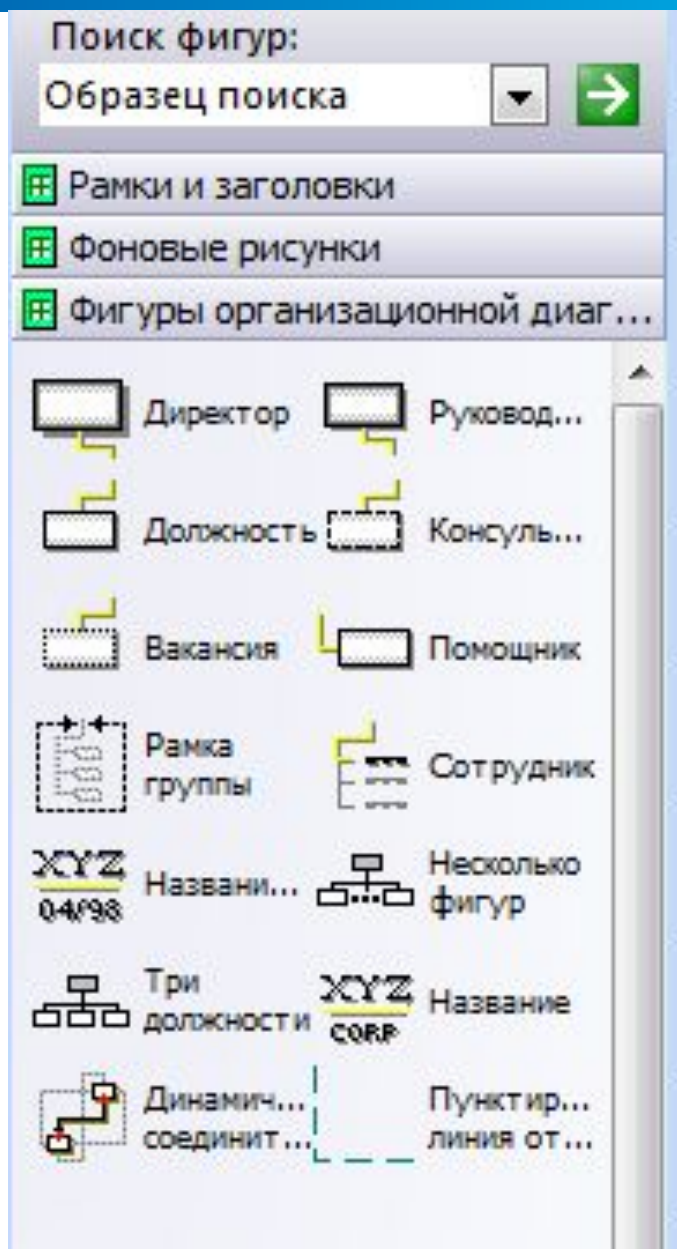 Поиск фигур:
Образец поиска
Рамки и заголовки
Фоновые рисунки
Фигуры организационной диаг...
Директор
Руковод...
Должность
Консуль...
Вакансия
Помощник
Рамка
группы
Сотрудник
XYZ
04/98
Названи...
Несколько
фигур
Три
должности
XYZ
CORP
Название
Динамич...
соединит...
Пунктир...
линия от...